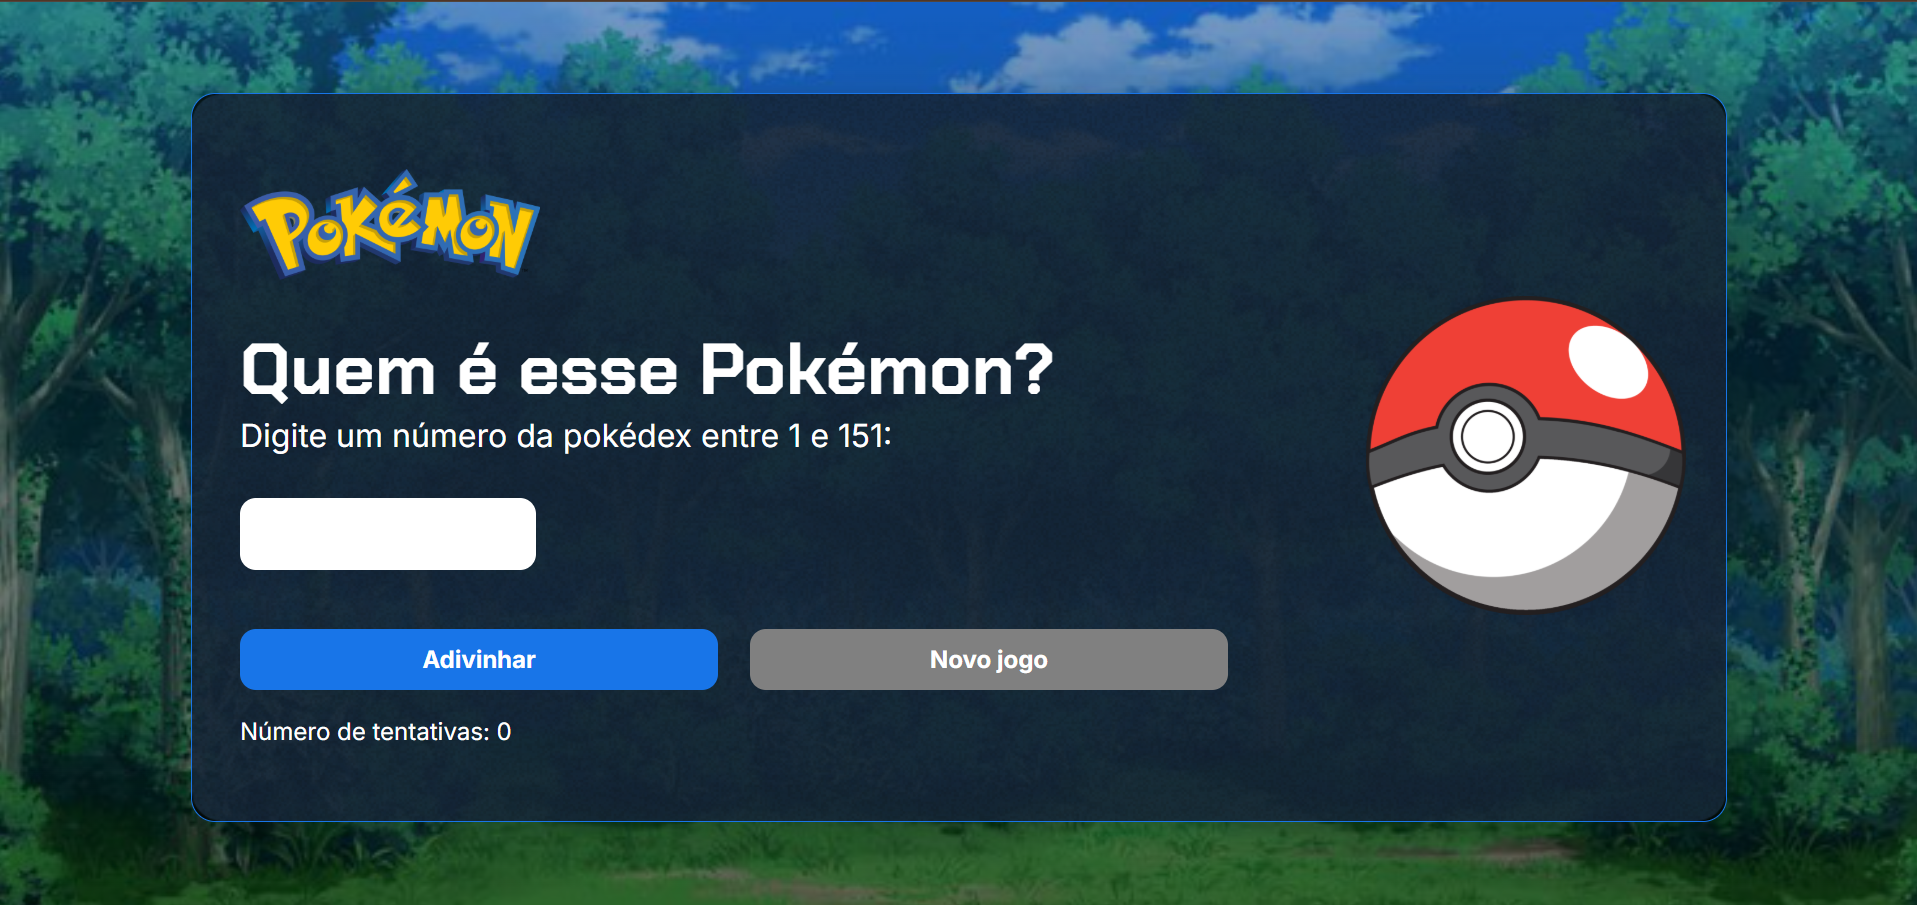 Pokémon
Quem é esse Pokémon?
Digite um número da pokédex entre 1 e 151:
Adivinhar
Novo jogo
Número de tentativas: 0